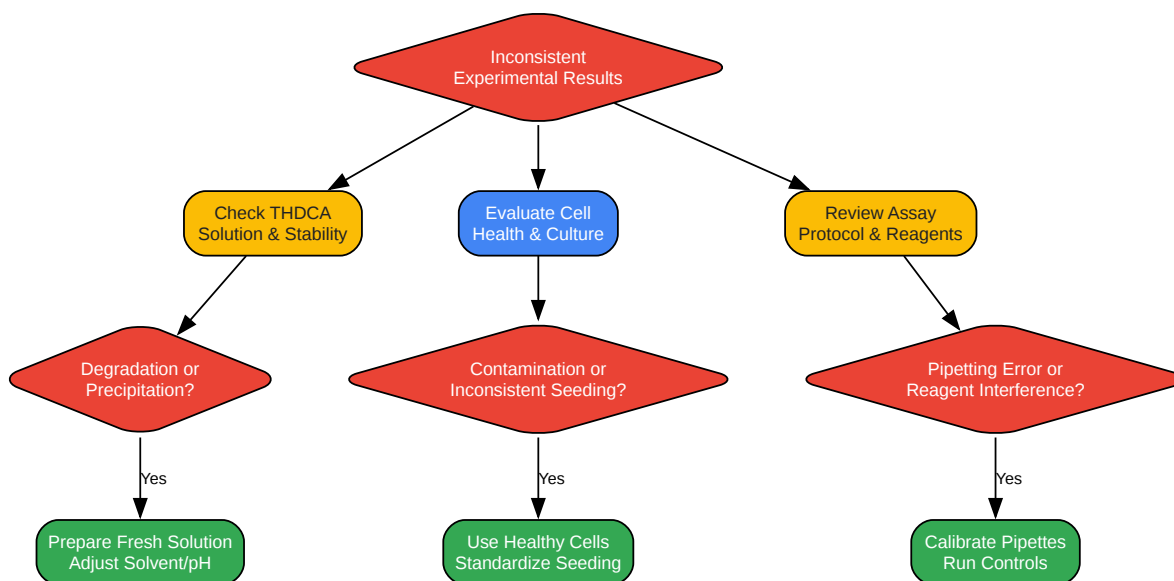 Inconsistent
Experimental Results
Check THDCA
Solution & Stability
Evaluate Cell
Health & Culture
Review Assay
Protocol & Reagents
Degradation or
Precipitation?
Contamination or
Inconsistent Seeding?
Pipetting Error or
Reagent Interference?
Yes
Yes
Yes
Prepare Fresh Solution
Adjust Solvent/pH
Use Healthy Cells
Standardize Seeding
Calibrate Pipettes
Run Controls